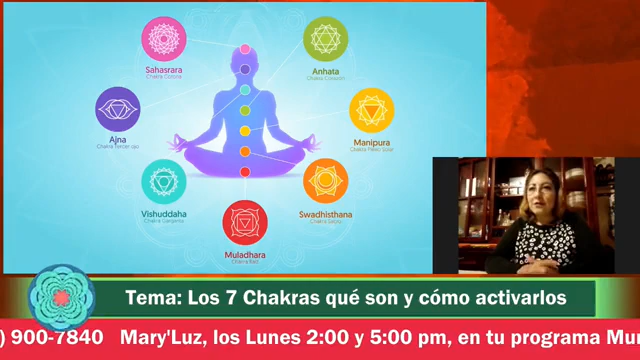 Sahasrara
Chakra Corona
Anhata
Chakra Corazón
Ajna
Chakra Tercer ojo
Manipura
Chakra Plexo Solar
Vishuddaha
Chakra Garganta
Swadhisthana
Chakra Sacro
Muladhara
Chakra Raíz
Tema: Los 7 Chakras qué son y cómo activarlos
) 900-7840 Mary'Luz, los Lunes 2:00 y 5:00 pm, en tu programa Mu